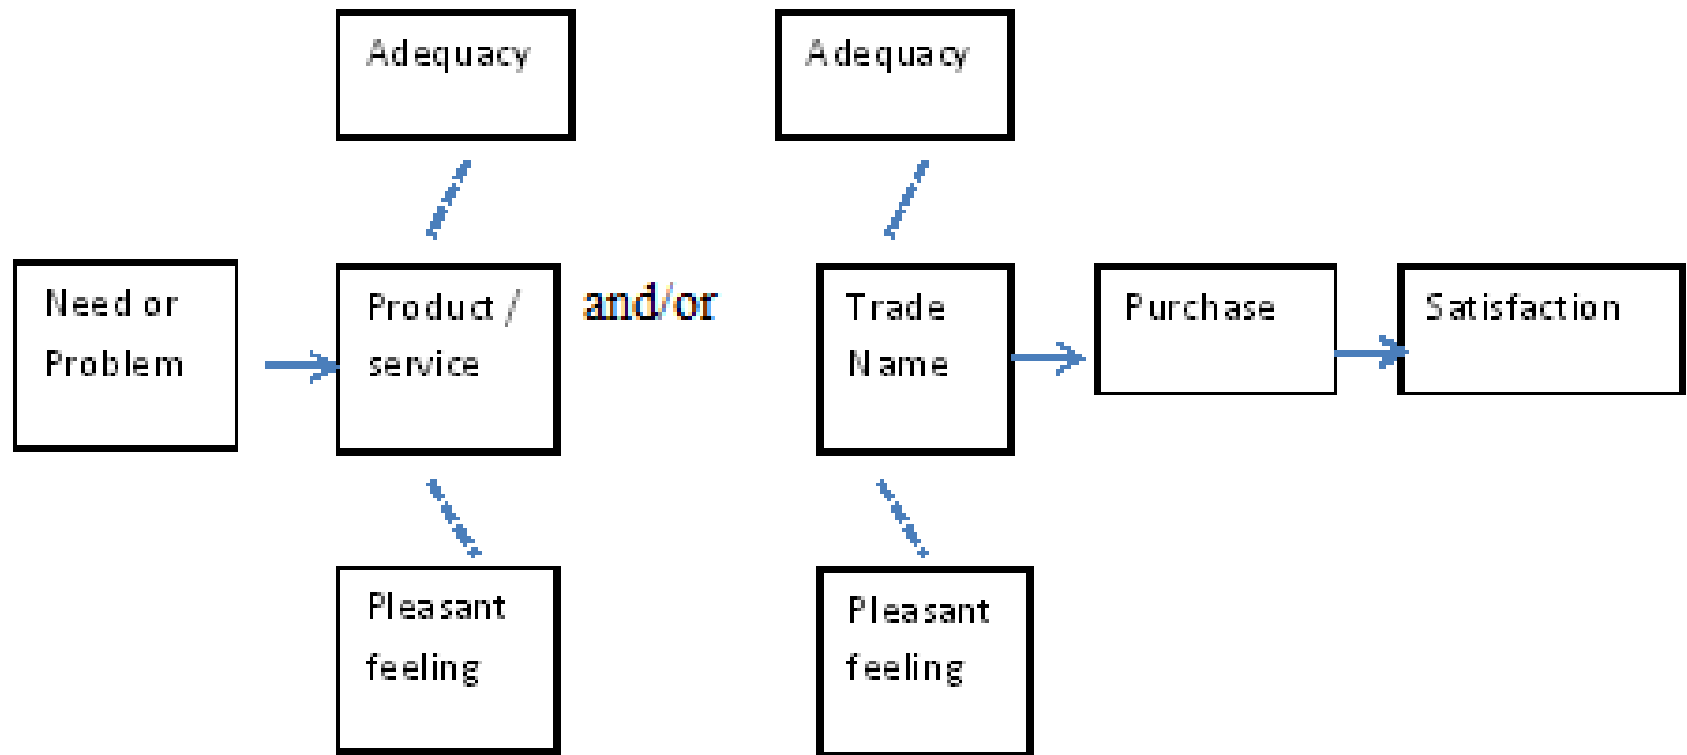 Adequacy
Adequacy
Need or
Problem
Product /
service
and/or
Trade
Name
Purchase
Satisfaction
Pleasant
feeling
Pleasant
feeling